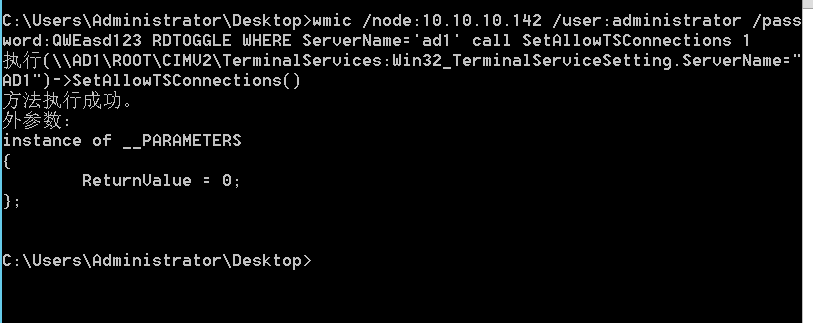 C:\Users\Administrator\Desktop>wmic /node:10.10.10.142 /user:administrator /pass
word:QWEasd123 RDTOGGLE WHERE ServerName='ad1' call SetAllowTSConnections 1
执行(\\AD1\ROOT\CIMV2\TerminalServices:Win32_TerminalServiceSetting.ServerName="
AD1")->SetAllowTSConnections()
方法执行成功。
外参数:
instance of __PARAMETERS
{
        ReturnValue = 0;
};
C:\Users\Administrator\Desktop>